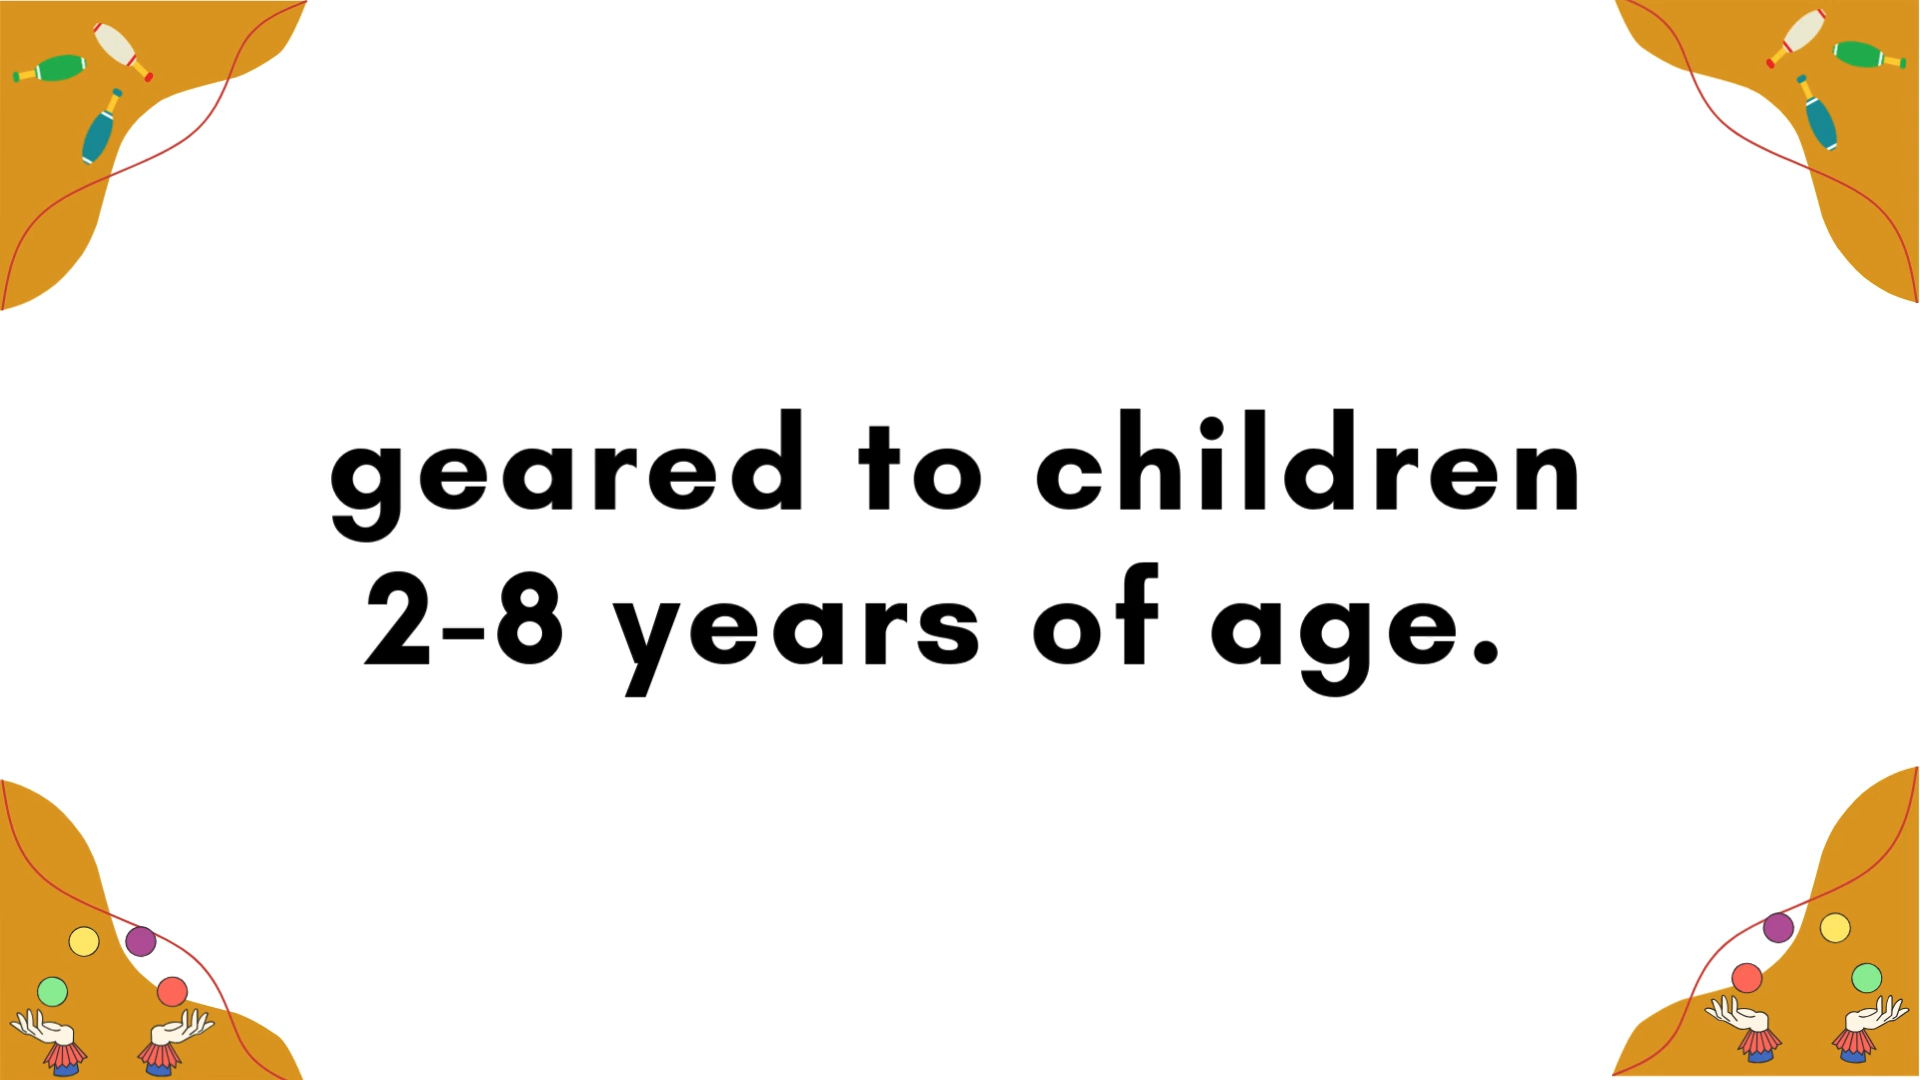 geared to children
2-8 years of age.